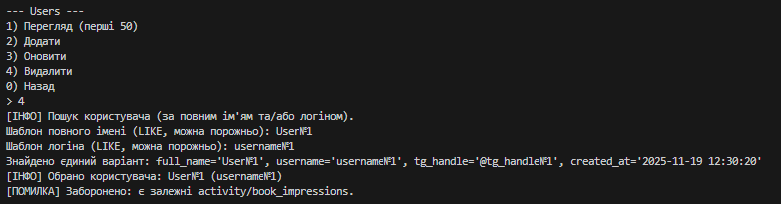 --- Users ---
1) Перегляд (перші 50)
2) Додати
3) Оновити
4) Видалити
0) Назад
> 4
[ІНФО] Пошук користувача (за повним ім'ям та/або логіном).
Шаблон повного імені (LIKE, можна порожньо): User№1
Шаблон логіна (LIKE, можна порожньо): username№1
Знайдено єдиний варіант: full_name='User№1', username='username№1', tg_handle='@tg_handle№1', created_at='2025-11-19 12:30:20'
[ІНФО] Обрано користувача: User№1 (username№1)
[ПОМИЛКА] Заборонено: є залежні activity/book_impressions.